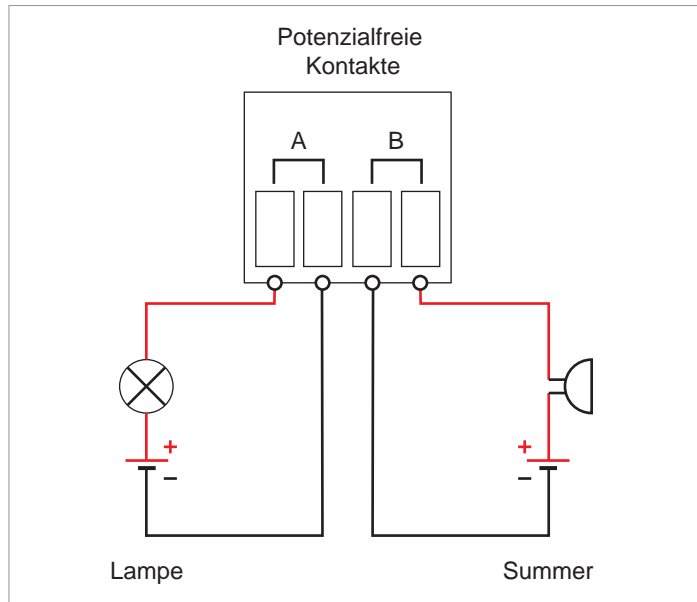 Potenzialfreie
Kontakte
A B
+ +
− −
Lampe Summer